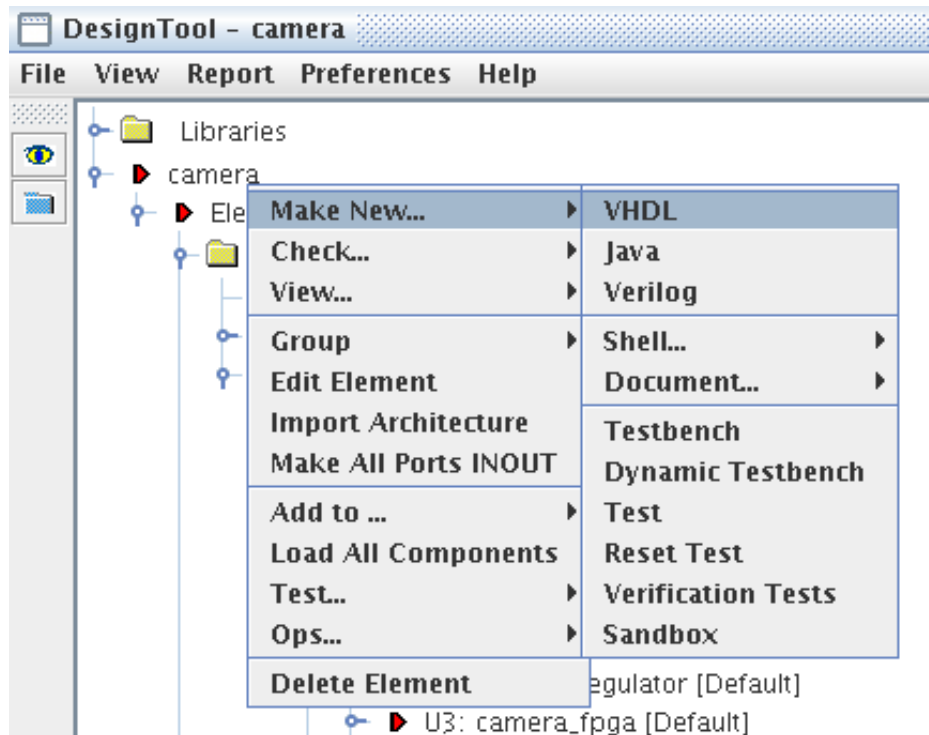 DesignTool - camera
File View Report Preferences Help
Libraries
camera
Ele
Make New...
Check...
View...
Group
Edit Element
Import Architecture
Make All Ports INOUT
Add to ...
Load All Components
Test...
Ops...
Delete Element
VHDL
Java
Verilog
Shell...
Document...
Testbench
Dynamic Testbench
Test
Reset Test
Verification Tests
Sandbox
egulator [Default]
U3: camera_fpga [Default]